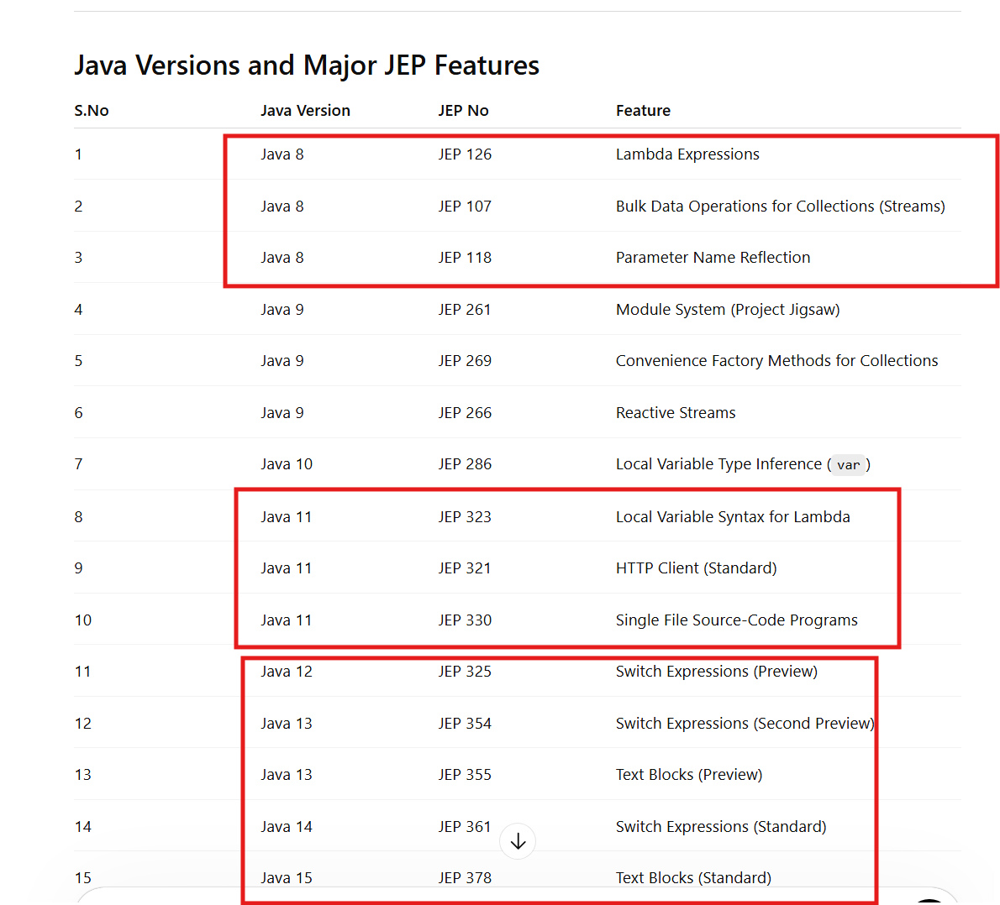 Java Versions and Major JEP Features
S.No Java Version JEP No Feature
1 Java 8 JEP 126 Lambda Expressions
2 Java 8 JEP 107 Bulk Data Operations for Collections (Streams)
3 Java 8 JEP 118 Parameter Name Reflection
4 Java 9 JEP 261 Module System (Project Jigsaw)
5 Java 9 JEP 269 Convenience Factory Methods for Collections
6 Java 9 JEP 266 Reactive Streams
7 Java 10 JEP 286 Local Variable Type Inference (var)
8 Java 11 JEP 323 Local Variable Syntax for Lambda
9 Java 11 JEP 321 HTTP Client (Standard)
10 Java 11 JEP 330 Single File Source-Code Programs
11 Java 12 JEP 325 Switch Expressions (Preview)
12 Java 13 JEP 354 Switch Expressions (Second Preview)
13 Java 13 JEP 355 Text Blocks (Preview)
14 Java 14 JEP 361 Switch Expressions (Standard)
15 Java 15 JEP 378 Text Blocks (Standard)